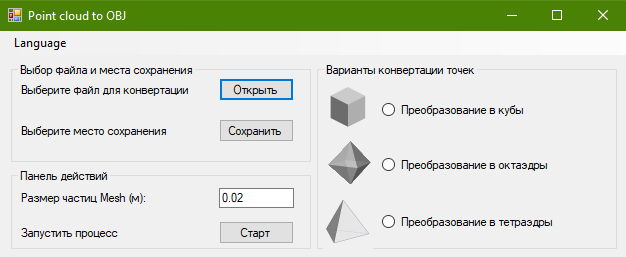 Point cloud to OBJ
Language
Выбор файла и места сохранения
Выберите файл для конвертации
Открыть
Выберите место сохранения
Сохранить
Панель действий
Размер частиц Mesh (м):
0.02
Запустить процесс
Старт
Варианты конвертации точек
Преобразование в кубы
Преобразование в октаэдры
Преобразование в тетраэдры